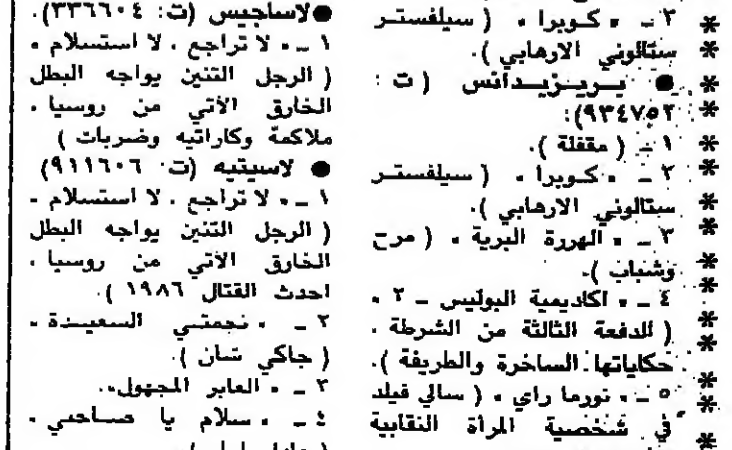 ٣ ـ « كوبرا » ( سيلفستر
ستالوني الارهابي ).
● بريزيدانس ( ت :
٩٣٤٧٥٢):
١ ـ ( مقفلة ).
٢ ـ « كوبرا » ( سيلفستر
ستالوني الارهابي ).
٣ ـ « الهررة البرية » ( مرح
وشباب ).
٤ ـ « اكاديمية البوليس ـ ٢ »
( الدفعة الثالثة من الشرطة .
حكاياتها الساخرة والطريفة ).
٥ ـ « نورما راي » ( سالي فيلد
في شخصية المرأة النقابية
●لاساجيس (ت: ٣٣٦٦٠٤).
١ ـ « لا تراجع ، لا استسلام »
( الرجل التنين يواجه البطل
الخارق الآتي من روسيا .
ملاكمة وكاراتيه وضربات )
● لاسيتيه (ت: ٩١١٦٠٦)
١ ـ « لا تراجع ، لا استسلام »
( الرجل التنين يواجه البطل
الخارق الآتي من روسيا .
احدث القتال ١٩٨٦ ).
٢ ـ « نجمتي السعيدة »
( جاكي شان ).
٣ ـ « العابر المجهول».
٤ ـ « سلام يا صاحبي »